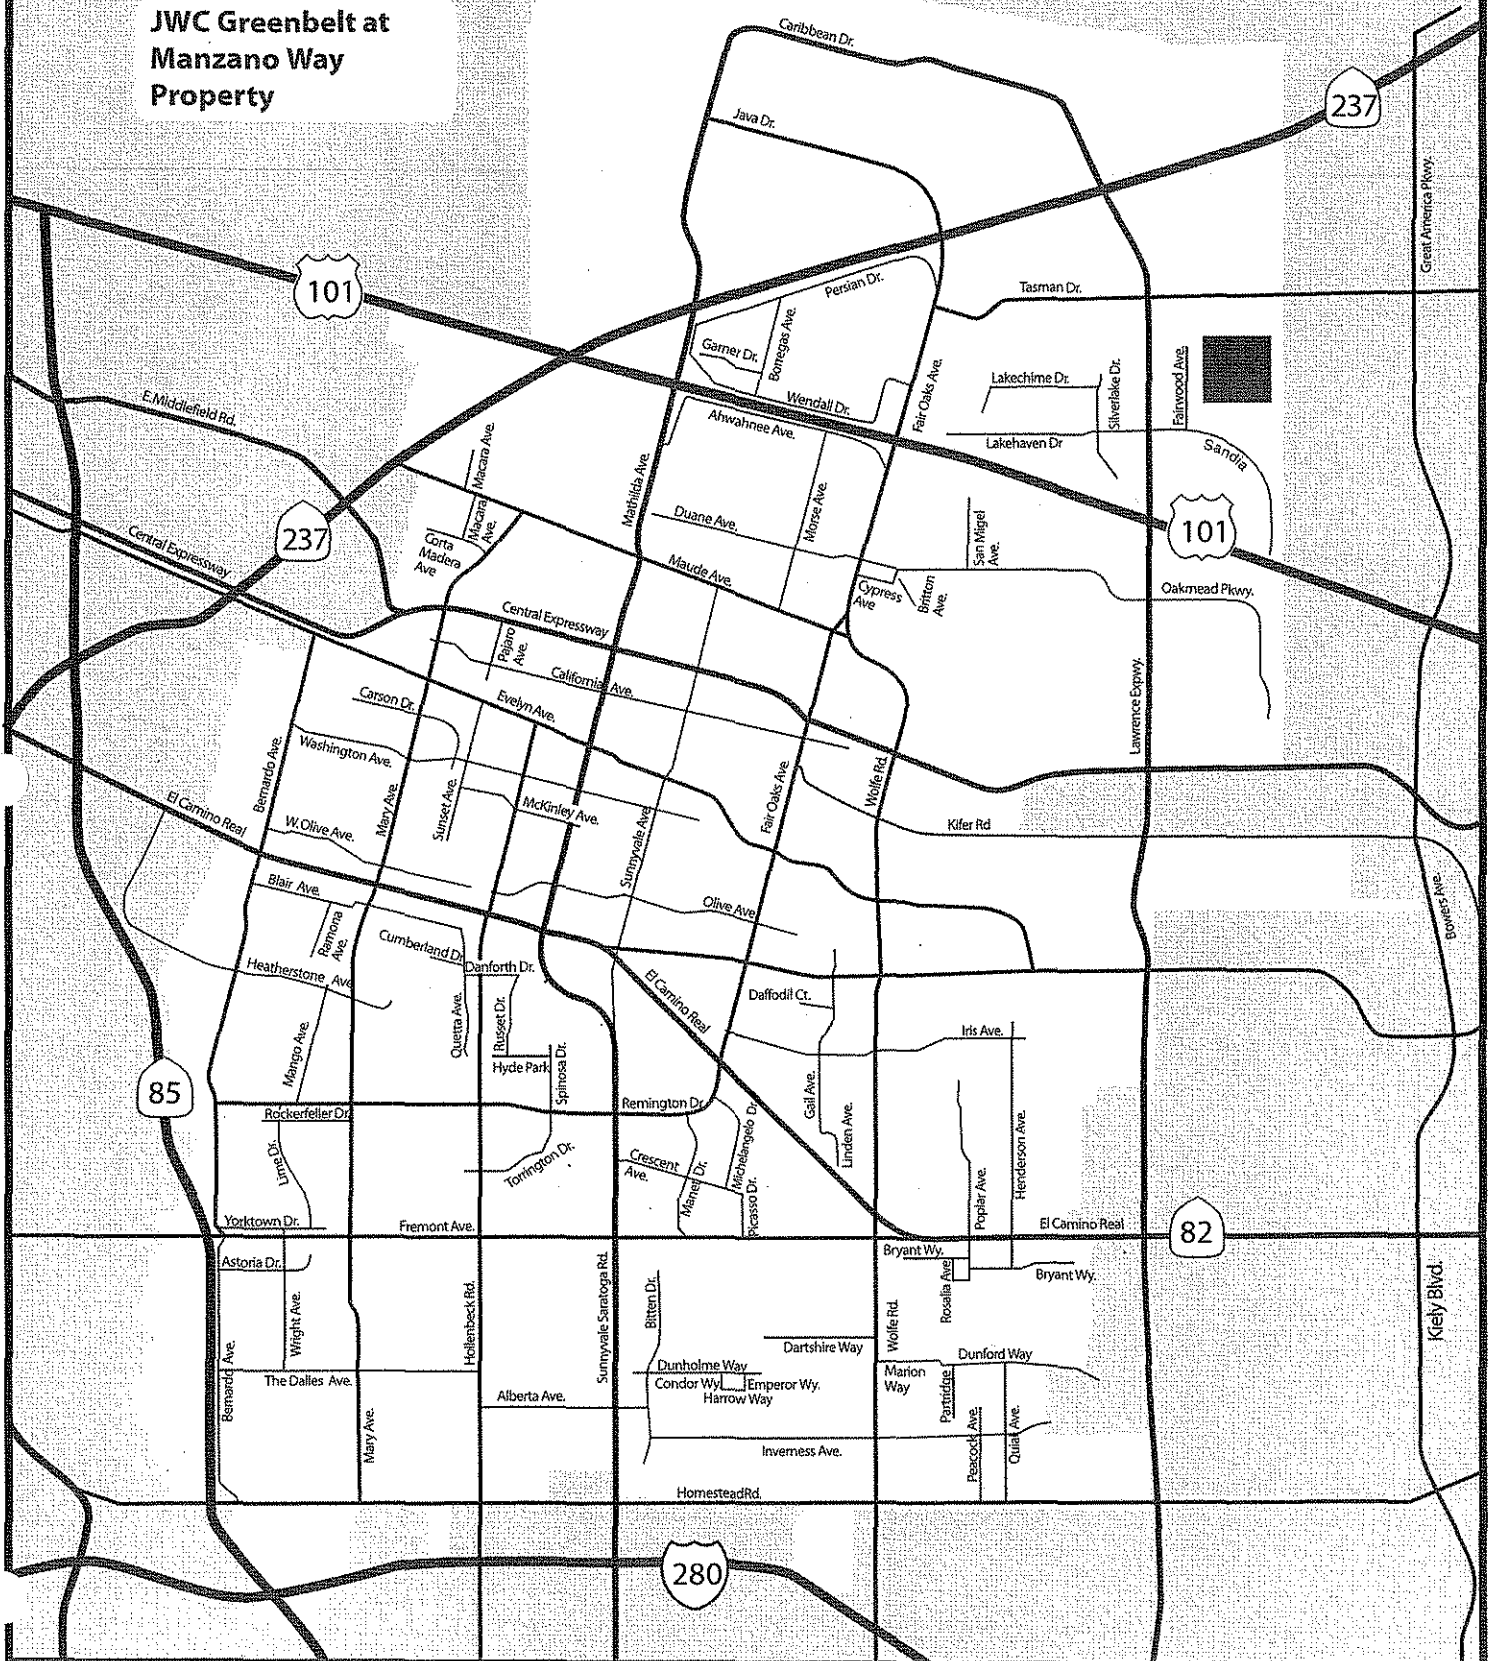 JWC Greenbelt at
Manzano Way
Property
Caribbean Dr.
237
Java Dr.
Great America Pkwy.
101
Persian Dr.
Tasman Dr.
Borregas Ave.
Garner Dr.
Fair Oaks Ave.
Lakechime Dr.
Silverlake Dr.
Fairwood Ave.
E. Middlefield Rd.
Wendall Dr.
Ahwahnee Ave.
Lakehaven Dr
Sandia
Macara Ave.
Mathilda Ave.
Morse Ave.
237
Macara
Ave.
Duane Ave.
San Migel
Ave.
101
Central Expressway
Corta
Madera
Ave
Maude Ave.
Cypress
Ave
Britton
Ave.
Oakmead Pkwy.
Central Expressway
Pajaro
Ave.
California Ave.
Lawrence Expwy.
Carson Dr.
Evelyn Ave.
Washington Ave.
Bernardo Ave.
Mary Ave.
Sunset Ave.
Fair Oaks Ave.
Wolfe Rd.
El Camino Real
McKinley Ave.
W. Olive Ave.
Sunnyvale Ave.
Kifer Rd
Blair Ave.
Olive Ave
Bowers Ave.
Ramona
Ave.
Cumberland Dr.
Heatherstone Ave
Danforth Dr.
El Camino Real
Daffodil Ct.
Quetta Ave.
Russet Dr.
Iris Ave.
Mango Ave.
Hyde Park
Spinosa Dr.
85
Gail Ave.
Remington Dr.
Rockerfeller Dr.
Michelangelo Dr.
Linden Ave.
Henderson Ave.
Lime Dr.
Torrington Dr.
Crescent
Ave.
Maner Dr.
Picasso Dr.
Poplar Ave.
Yorktown Dr.
Fremont Ave.
El Camino Real
82
Astoria Dr.
Bryant Wy.
Bryant Wy.
Rosalia Ave.
Wright Ave.
Hollenbeck Rd.
Sunnyvale Saratoga Rd.
Bitten Dr.
Wolfe Rd.
Kiely Blvd.
Dartshire Way
Dunford Way
Bernardo Ave.
The Dalles Ave.
Dunholme Way
Condor Wy.
Emperor Wy.
Harrow Way
Marion
Way
Partridge
Alberta Ave.
Mary Ave.
Peacock Ave.
Quiak Ave.
Inverness Ave.
HomesteadRd.
280